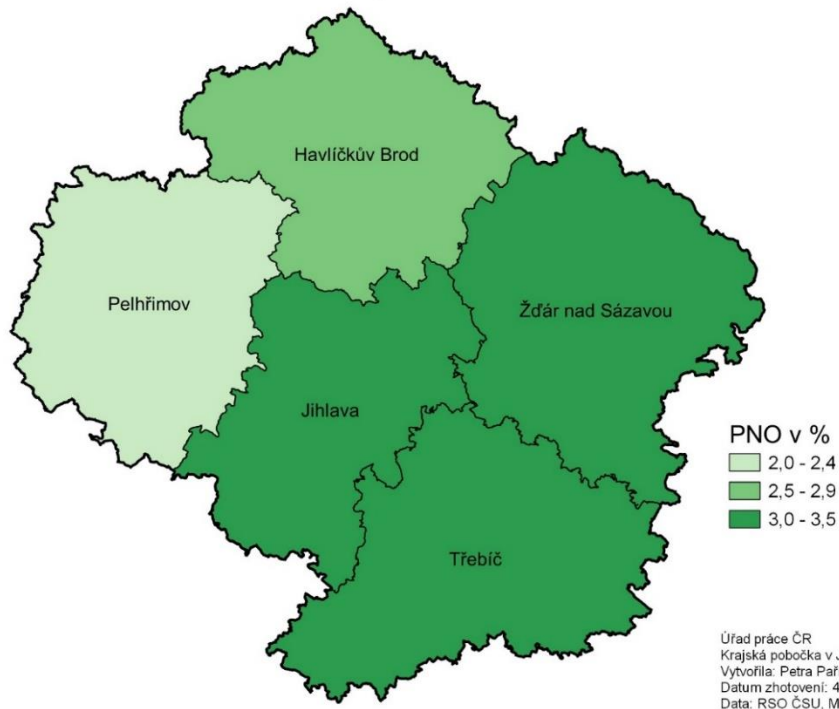 Havlíčkův Brod
Pelhřimov
Žďár nad Sázavou
Jihlava
Třebíč
PNO v %
2,0 - 2,4
2,5 - 2,9
3,0 - 3,5
Úřad práce ČR
Krajská pobočka v
Vytvořila: Petra
Datum zhotovení: 4
Data: RSO ČSÚ,